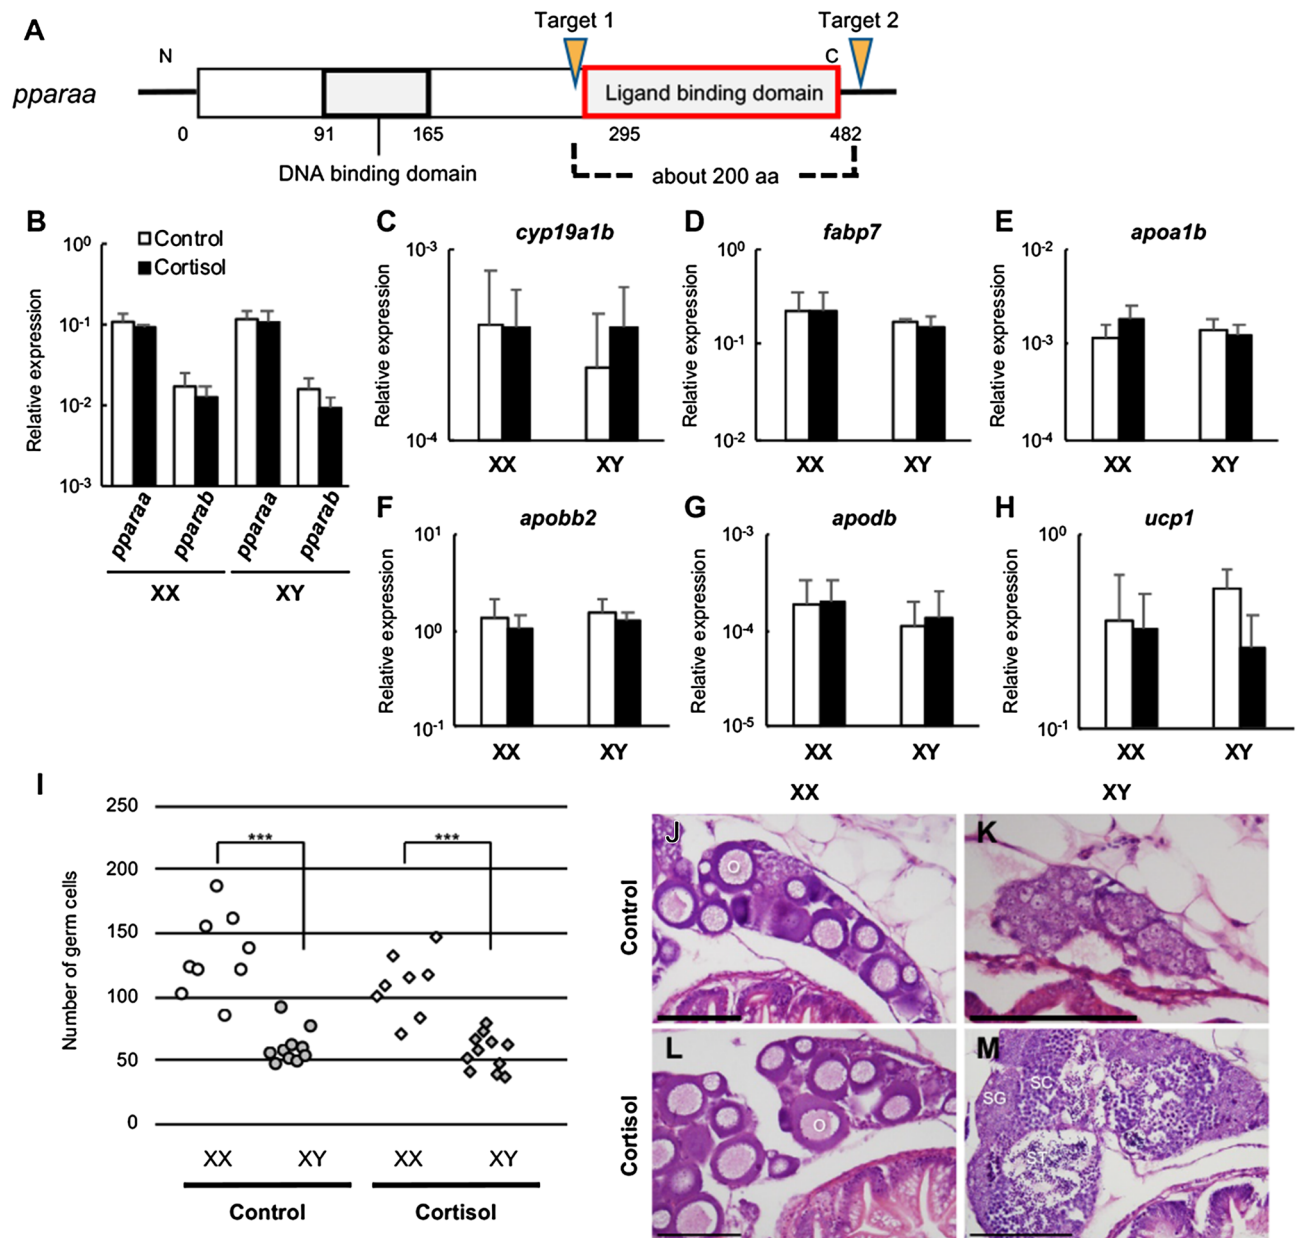 A
Target 1
Target 2
N
C
pparaa
Ligand binding domain
0
91
165
295
482
DNA binding domain
about 200 aa
B
Control
Cortisol
Relative expression
10⁰
10⁻¹
10⁻²
10⁻³
pparaa
pparab
pparaa
pparab
XX
XY
C
cyp19a1b
Relative expression
10⁻³
10⁻⁴
XX
XY
D
fabp7
Relative expression
10⁰
10⁻¹
10⁻²
XX
XY
E
apoa1b
Relative expression
10⁻²
10⁻³
10⁻⁴
XX
XY
F
apobb2
Relative expression
10¹
10⁰
10⁻¹
XX
XY
G
apodb
Relative expression
10⁻³
10⁻⁴
10⁻⁵
XX
XY
H
ucp1
Relative expression
10⁰
10⁻¹
XX
XY
I
Number of germ cells
250
200
150
100
50
0
***
***
XX
XY
XX
XY
Control
Cortisol
XX
XY
Control
Cortisol
J
O
K
L
O
M
SG
SC
ST